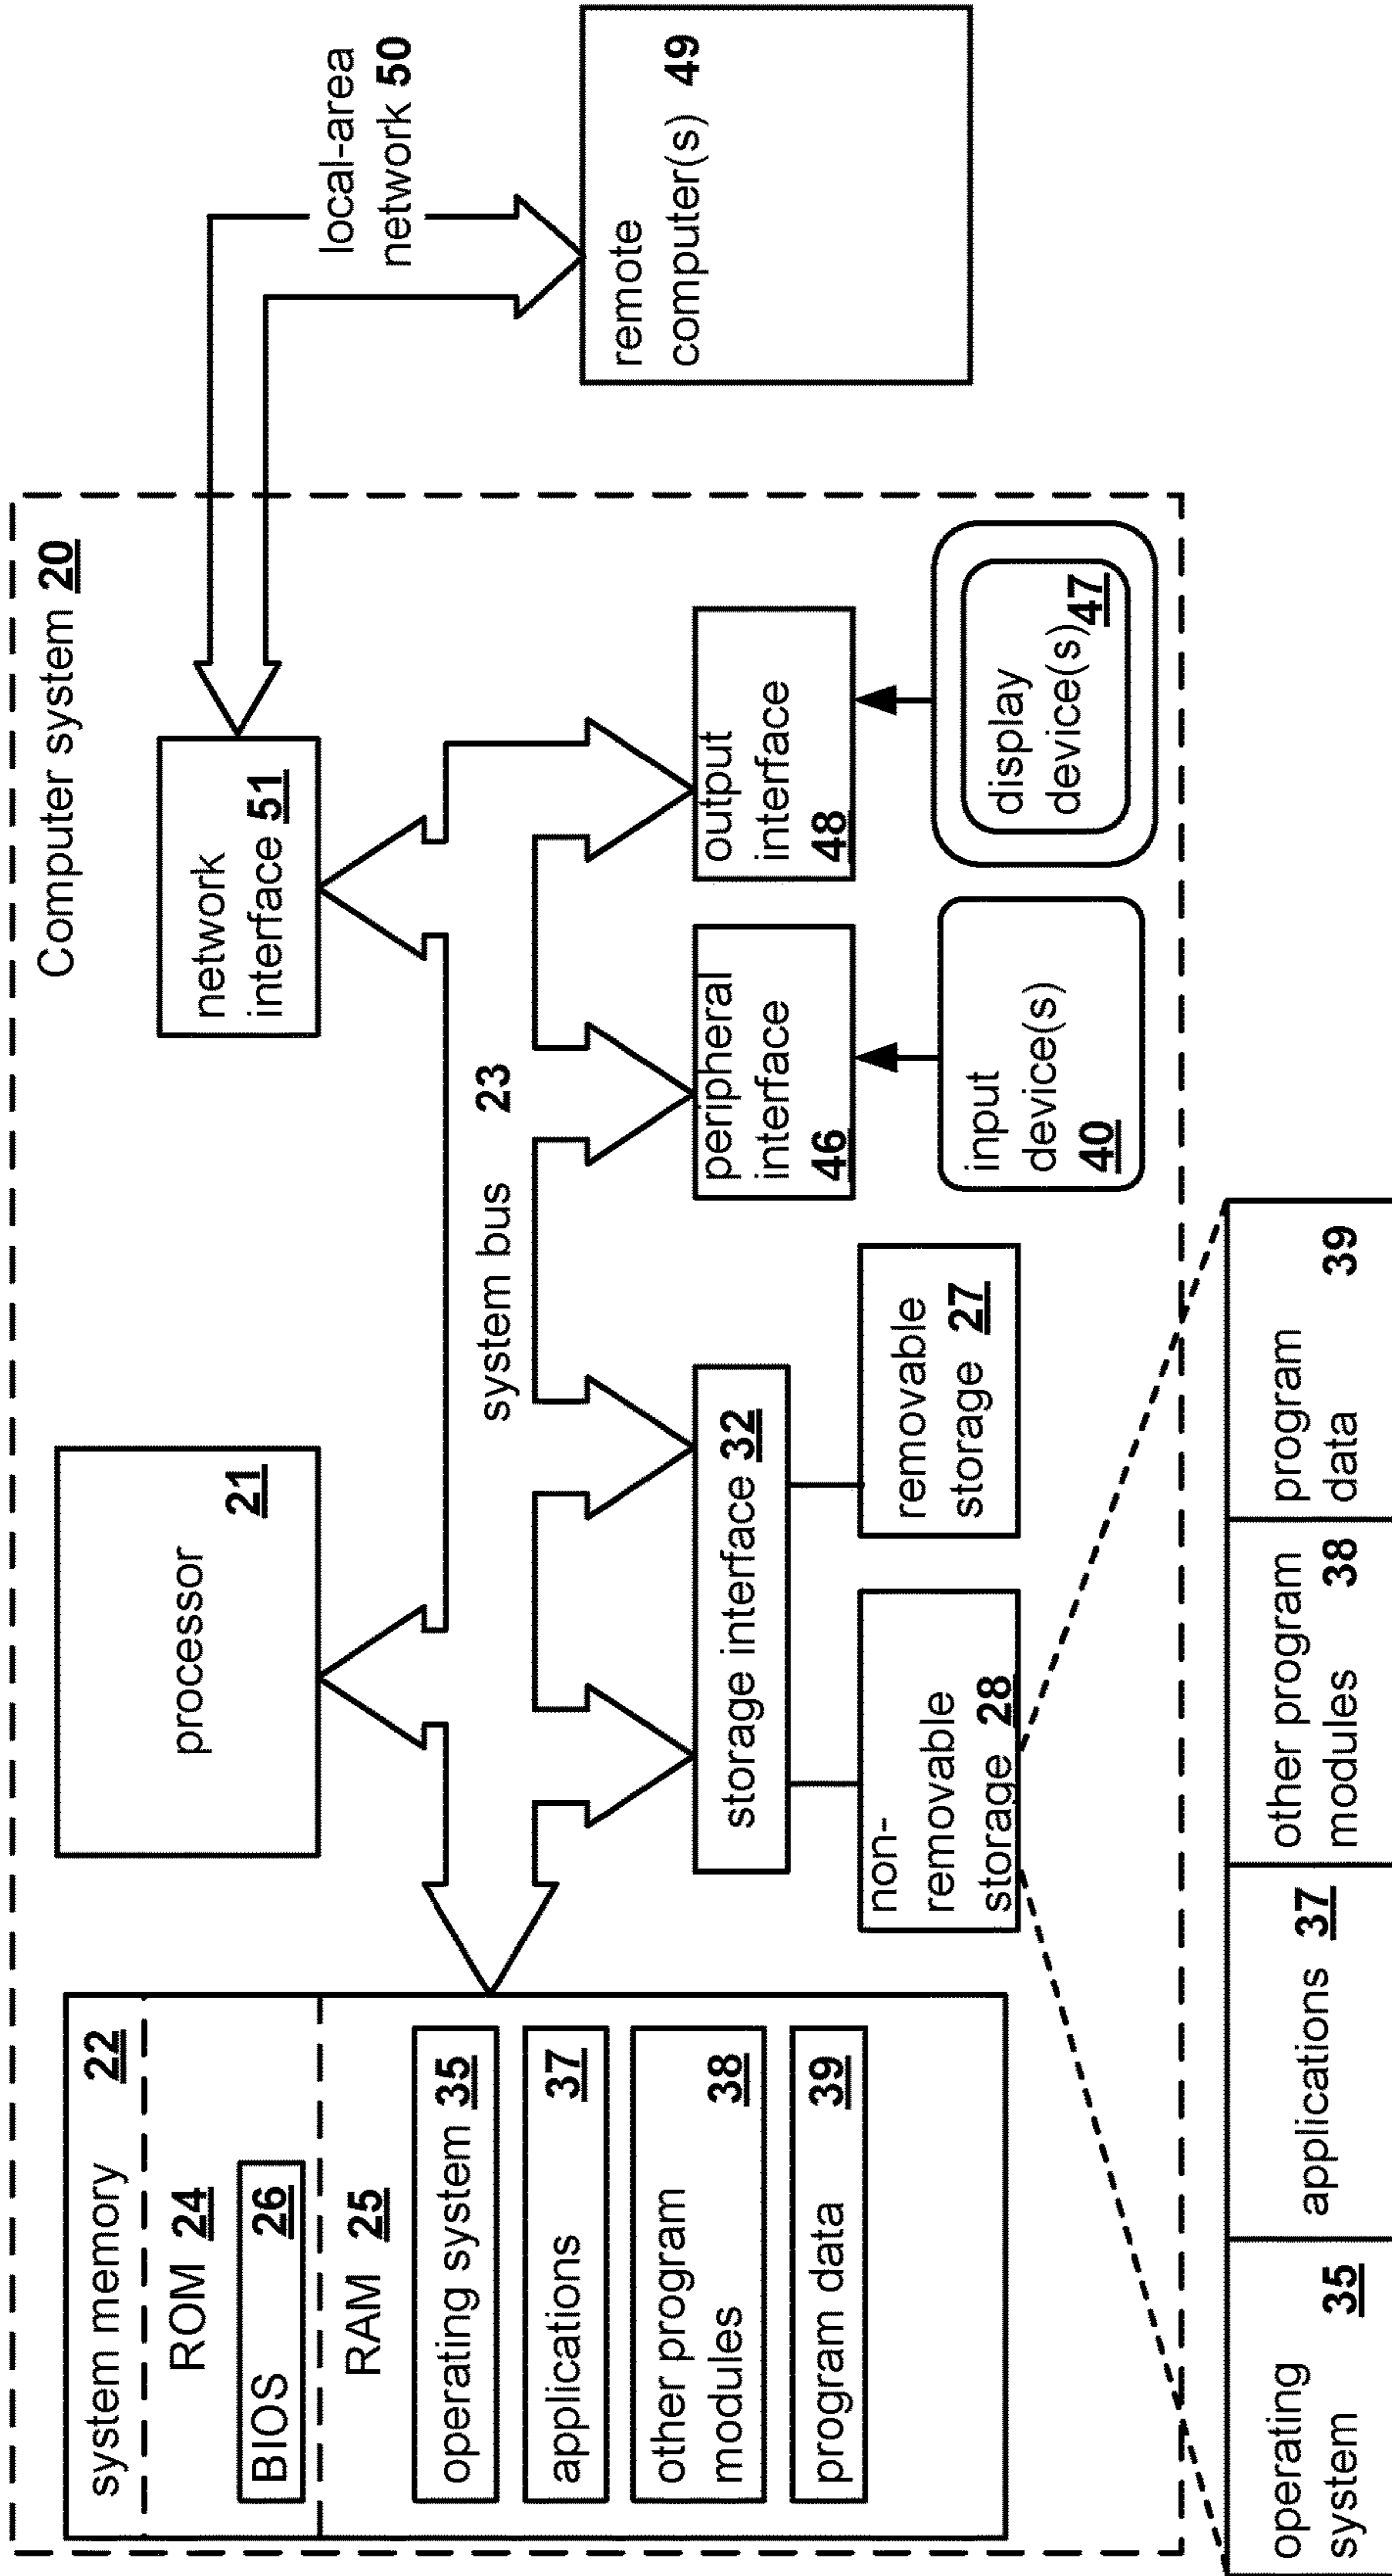 Computer system 20
system memory 22
ROM 24
BIOS 26
RAM 25
operating system 35
applications 37
other program
modules 38
program data 39
processor
21
network
interface 51
local-area
network 50
system bus 23
storage interface 32
non-
removable
storage 28
removable
storage 27
peripheral
interface
46
output
interface
48
input
device(s)
40
display
device(s) 47
remote
computer(s) 49
operating
system 35
applications 37
other program
modules 38
program
data 39